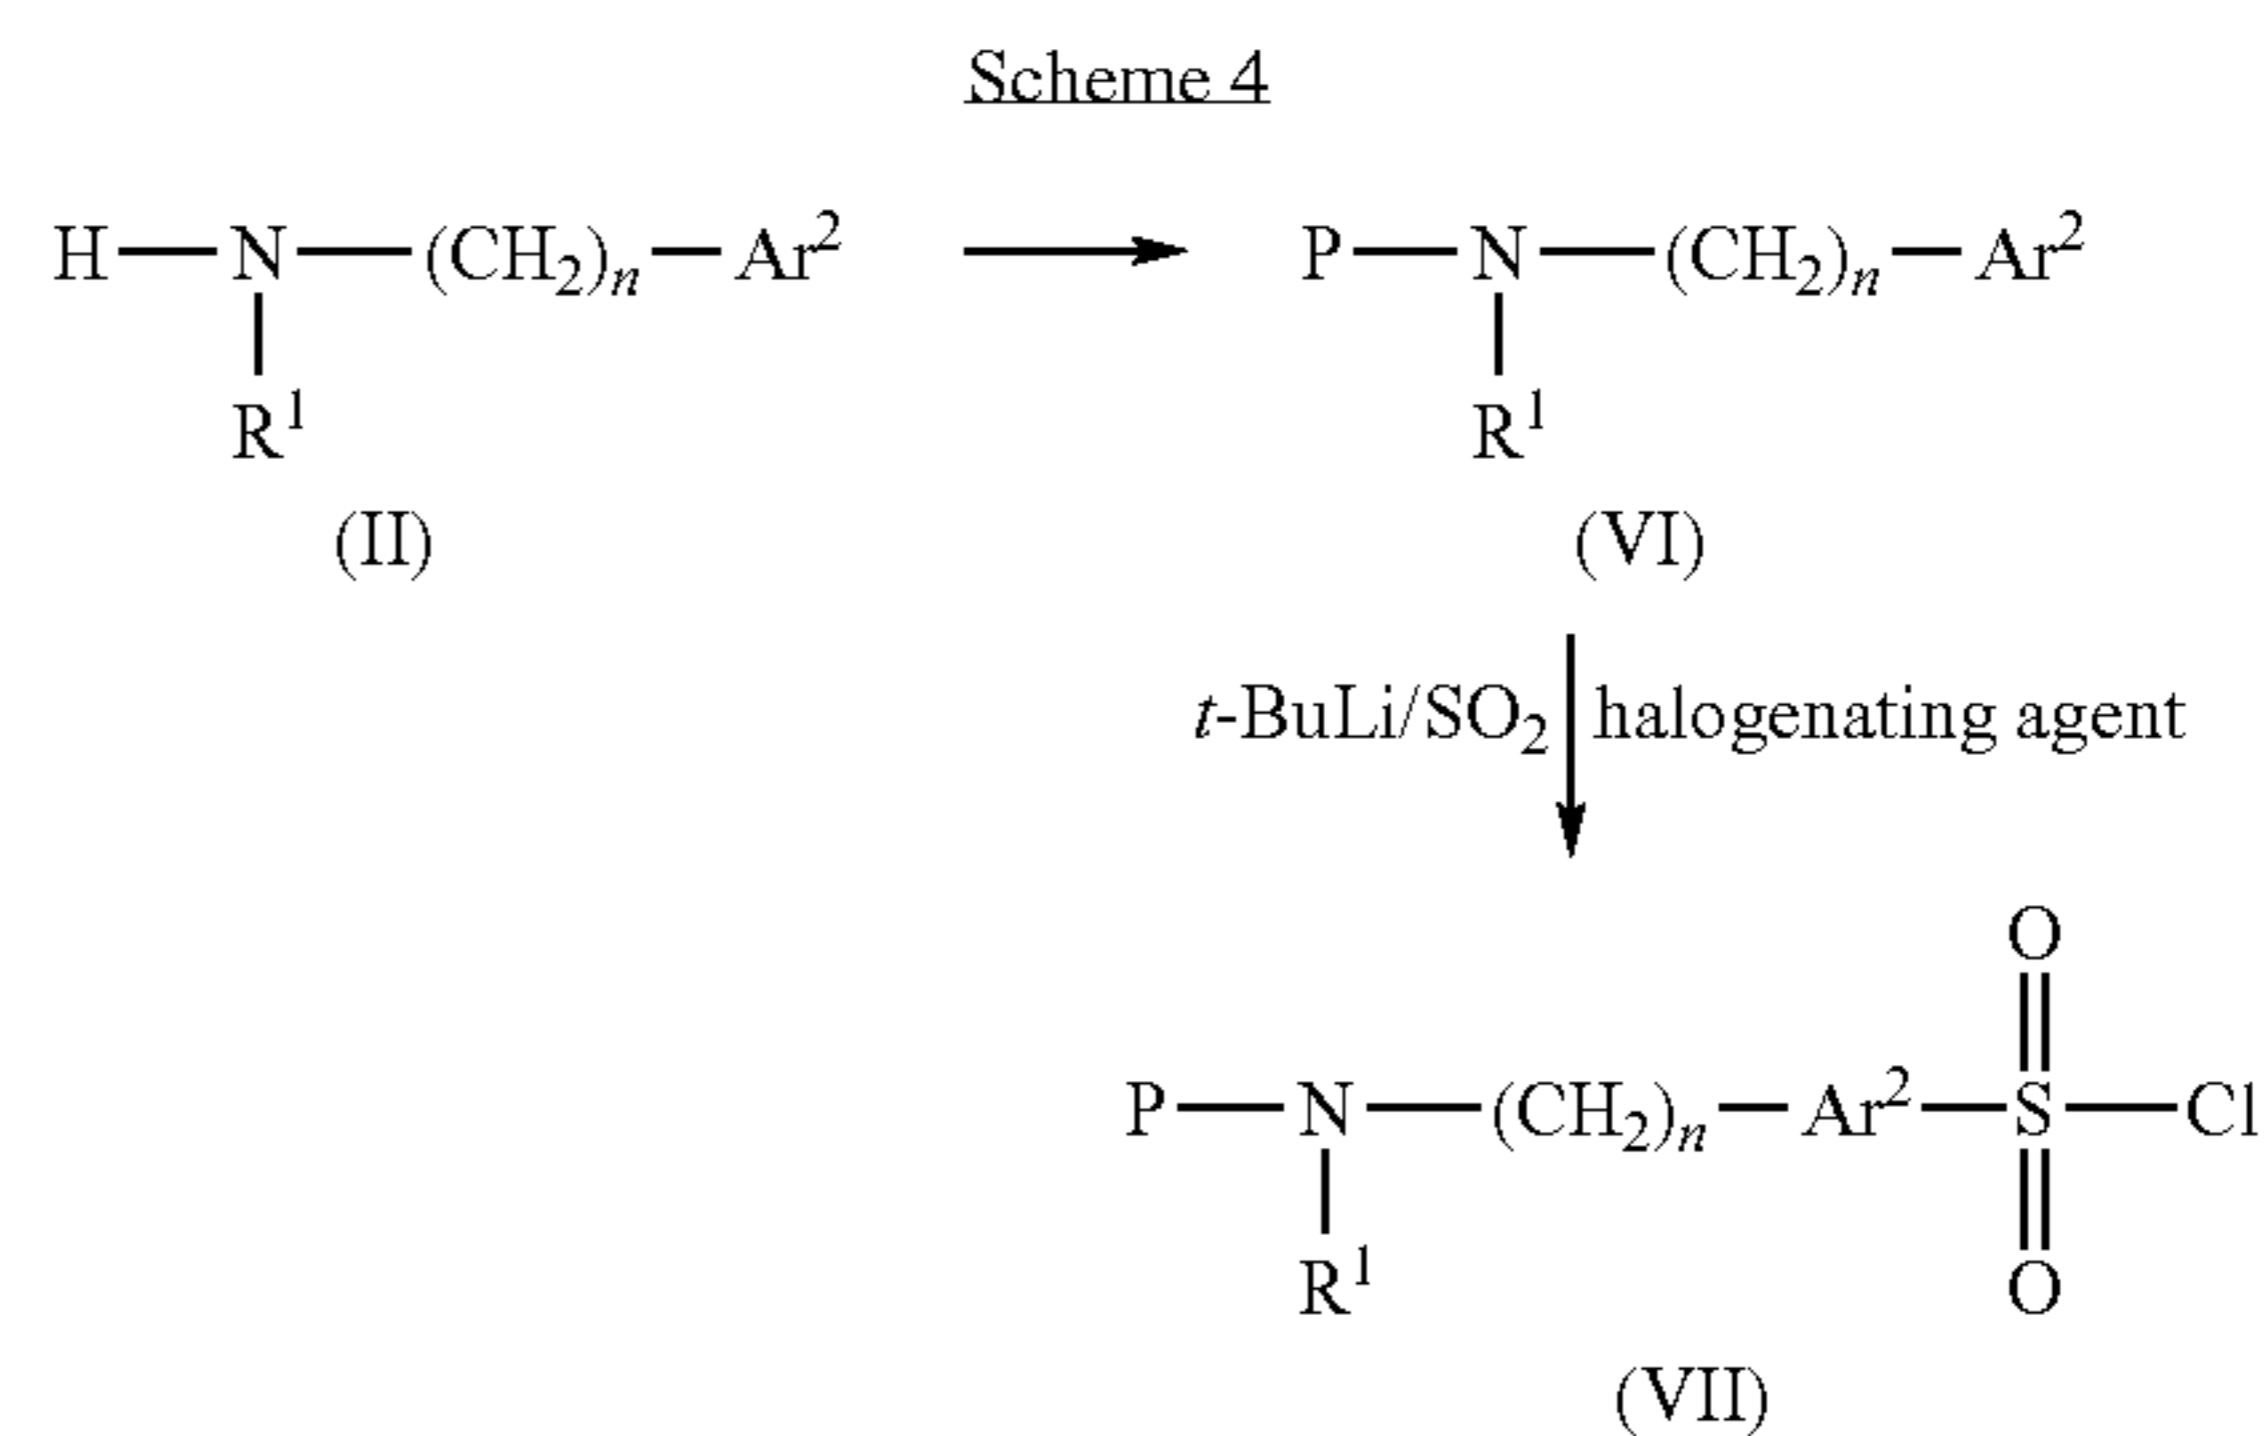 Scheme 4
H—N—(CH₂)ₙ—Ar² P—N—(CH₂)ₙ—Ar²
R¹ R¹
(II) (VI)
t-BuLi/SO₂ halogenating agent
O
P—N—(CH₂)ₙ—Ar²—S—Cl
R¹ O
(VII)